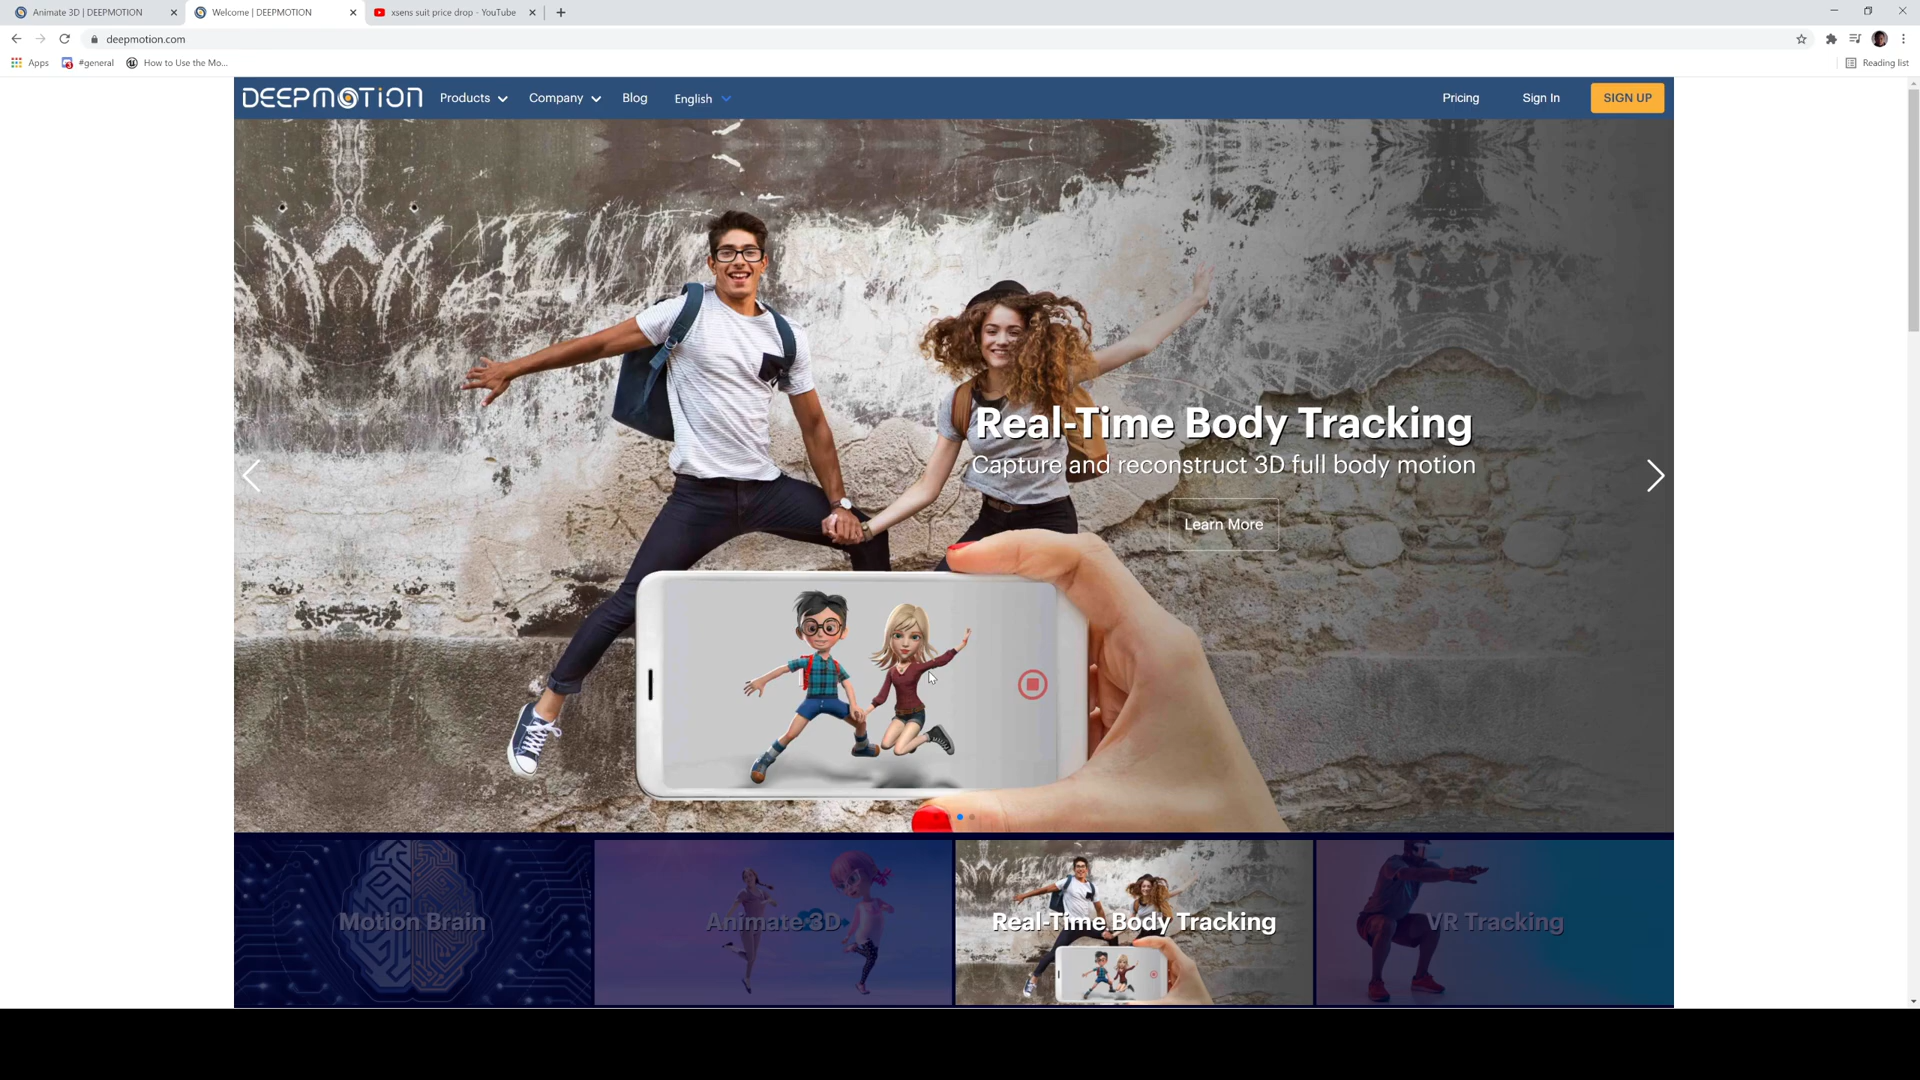 Animate 3D | DEEPMOTION
Welcome | DEEPMOTION
xsens suit price drop - YouTube
deepmotion.com
Apps
#general
How to Use the Mo...
Reading list
DEEPMOTION
Products
Company
Blog
English
Pricing
Sign In
SIGN UP
Real-Time Body Tracking
Capture and reconstruct 3D full body motion
Learn More
Motion Brain
Animate 3D
Real-Time Body Tracking
VR Tracking